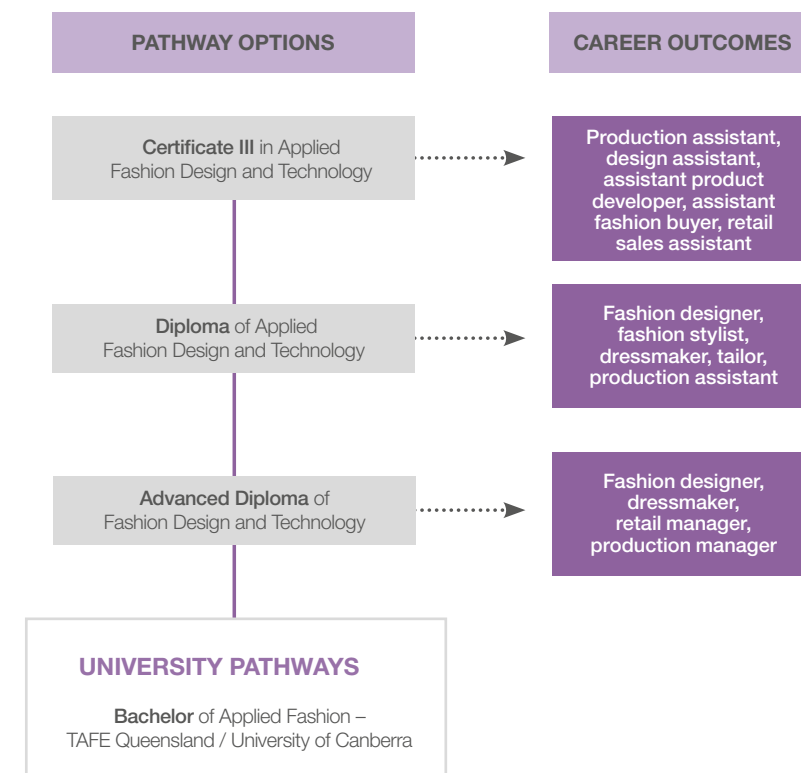 PATHWAY OPTIONS
CAREER OUTCOMES
Certificate III in Applied
Fashion Design and Technology
Production assistant,
design assistant,
assistant product
developer, assistant
fashion buyer, retail
sales assistant
Diploma of Applied
Fashion Design and Technology
Fashion designer,
fashion stylist,
dressmaker, tailor,
production assistant
Advanced Diploma of
Fashion Design and Technology
Fashion designer,
dressmaker,
retail manager,
production manager
UNIVERSITY PATHWAYS
Bachelor of Applied Fashion –
TAFE Queensland / University of Canberra